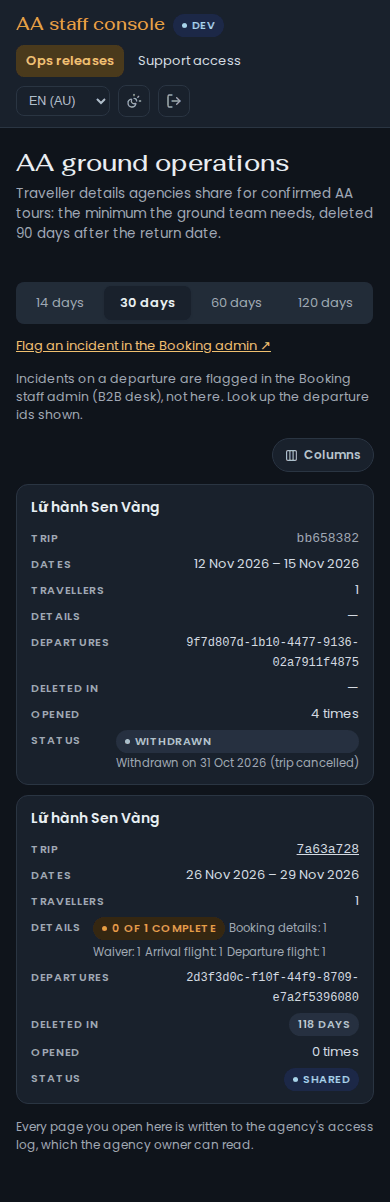 AA staff console • DEV
Ops releases Support access
EN (AU)
AA ground operations
Traveller details agencies share for confirmed AA
tours: the minimum the ground team needs, deleted
90 days after the return date.
14 days 30 days 60 days 120 days
Flag an incident in the Booking admin ↗
Incidents on a departure are flagged in the Booking
staff admin (B2B desk), not here. Look up the departure
ids shown.
Columns
Lữ hành Sen Vàng
TRIP bb658382
DATES 12 Nov 2026 – 15 Nov 2026
TRAVELLERS 1
DETAILS —
DEPARTURES 9f7d807d-1b10-4477-9136-
02a7911f4875
DELETED IN —
OPENED 4 times
STATUS • WITHDRAWN
Withdrawn on 31 Oct 2026 (trip cancelled)
Lữ hành Sen Vàng
TRIP 7a63a728
DATES 26 Nov 2026 – 29 Nov 2026
TRAVELLERS 1
DETAILS • 0 OF 1 COMPLETE Booking details: 1
Waiver: 1 Arrival flight: 1 Departure flight: 1
DEPARTURES 2d3f3d0c-f10f-44f9-8709-
e7a2f5396080
DELETED IN 118 DAYS
OPENED 0 times
STATUS • SHARED
Every page you open here is written to the agency's access
log, which the agency owner can read.